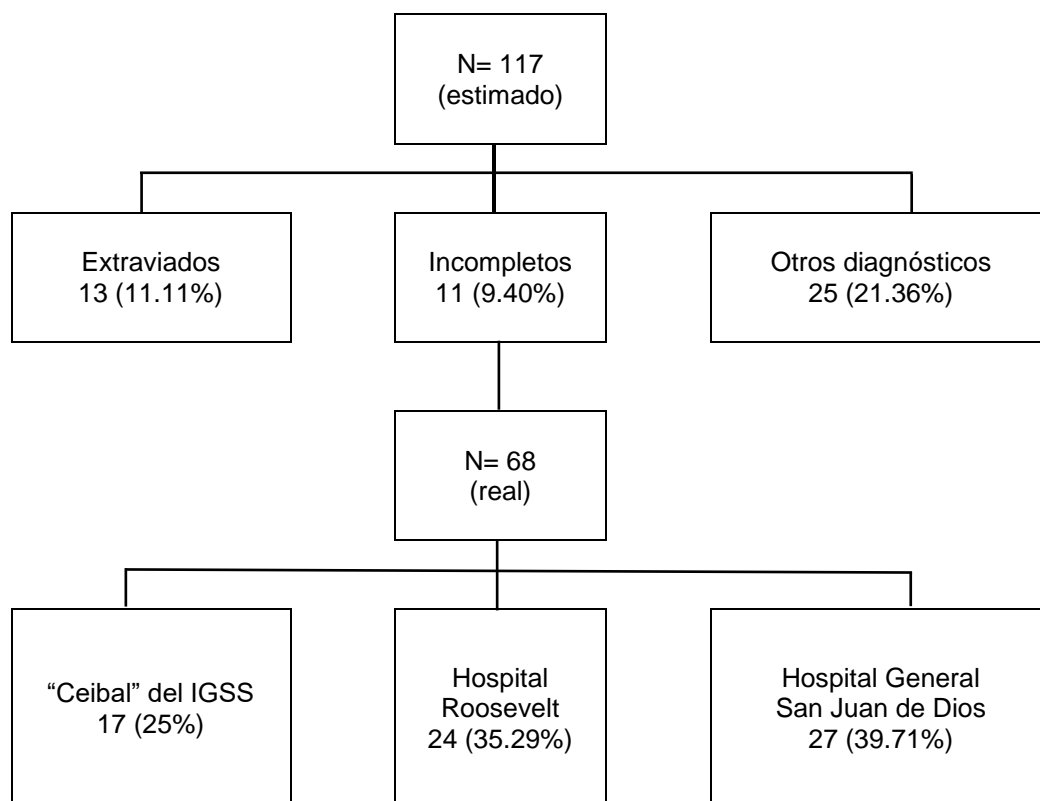 N= 117
(estimado)
Extraviados
13 (11.11%)
Incompletos
11 (9.40%)
Otros diagnósticos
25 (21.36%)
N= 68
(real)
“Ceibal” del IGSS
17 (25%)
Hospital
Roosevelt
24 (35.29%)
Hospital General
San Juan de Dios
27 (39.71%)